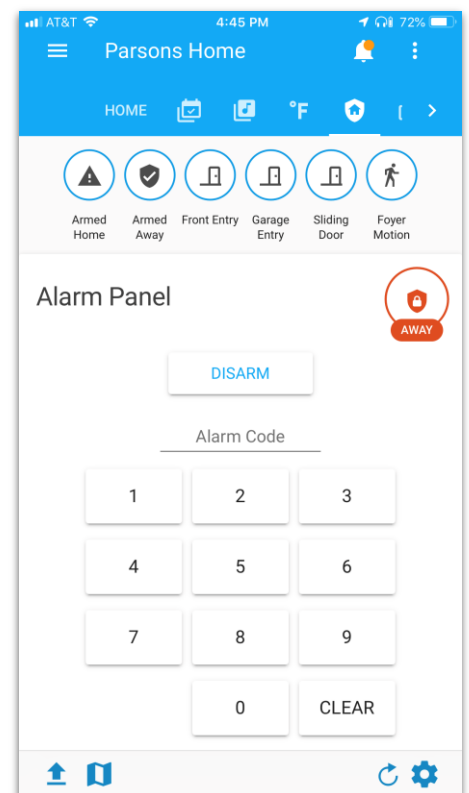 AT&T 4:45 PM 72%
Parsons Home
HOME °F
Armed Home
Armed Away
Front Entry
Garage Entry
Sliding Door
Foyer Motion
Alarm Panel
AWAY
DISARM
Alarm Code
1 2 3
4 5 6
7 8 9
0 CLEAR